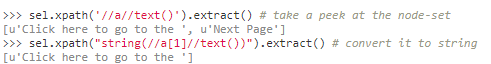 >>> sel.xpath('//a//text()').extract() # take a peek at the node-set
[u'Click here to go to the ', u'Next Page']
>>> sel.xpath("string(//a[1]//text())").extract() # convert it to string
[u'Click here to go to the ']